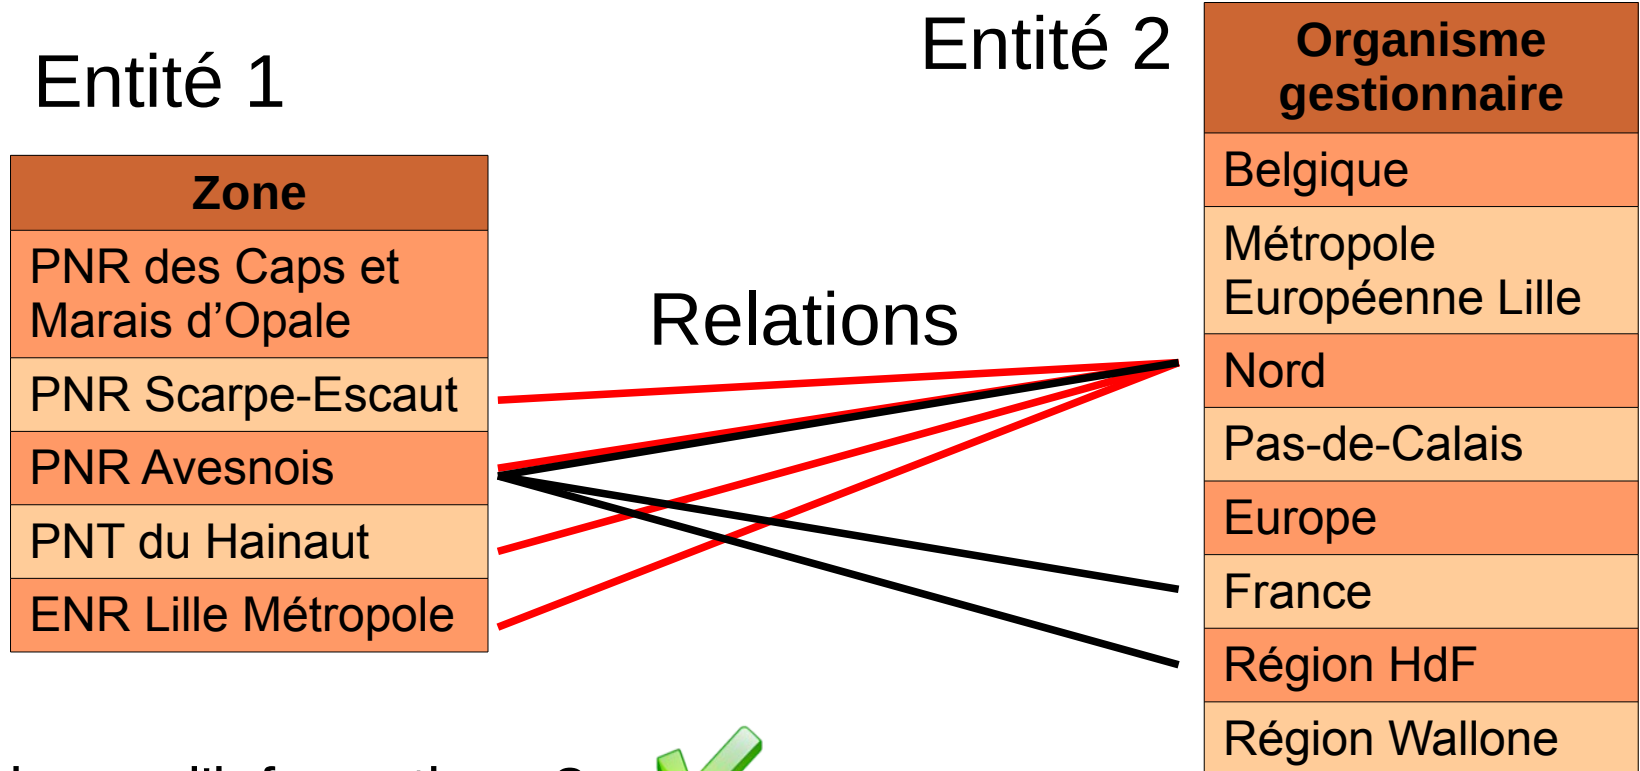 Entité 1
Entité 2
Zone
PNR des Caps et
Marais d’Opale
PNR Scarpe-Escaut
PNR Avesnois
PNT du Hainaut
ENR Lille Métropole
Relations
Organisme
gestionnaire
Belgique
Métropole
Européenne Lille
Nord
Pas-de-Calais
Europe
France
Région HdF
Région Wallone